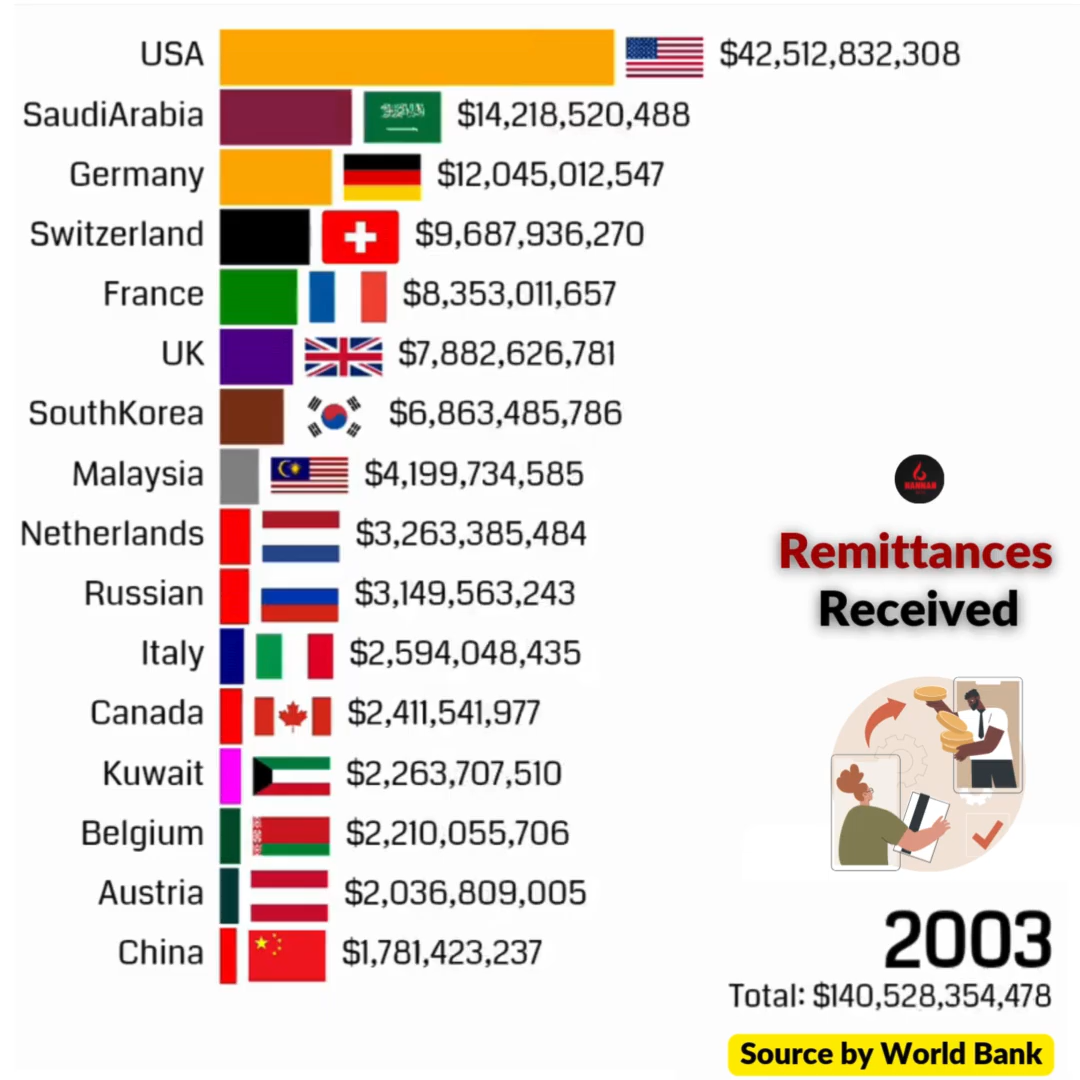 USA $42,512,832,308
SaudiArabia $14,218,520,488
Germany $12,045,012,547
Switzerland $9,687,936,270
France $8,353,011,657
UK $7,882,626,781
SouthKorea $6,863,485,786
Malaysia $4,199,734,585
Netherlands $3,263,385,484
Russian $3,149,563,243
Italy $2,594,048,435
Canada $2,411,541,977
Kuwait $2,263,707,510
Belgium $2,210,055,706
Austria $2,036,809,005
China $1,781,423,237
HANNAN
Remittances
Received
2003
Total: $140,528,354,478
Source by World Bank